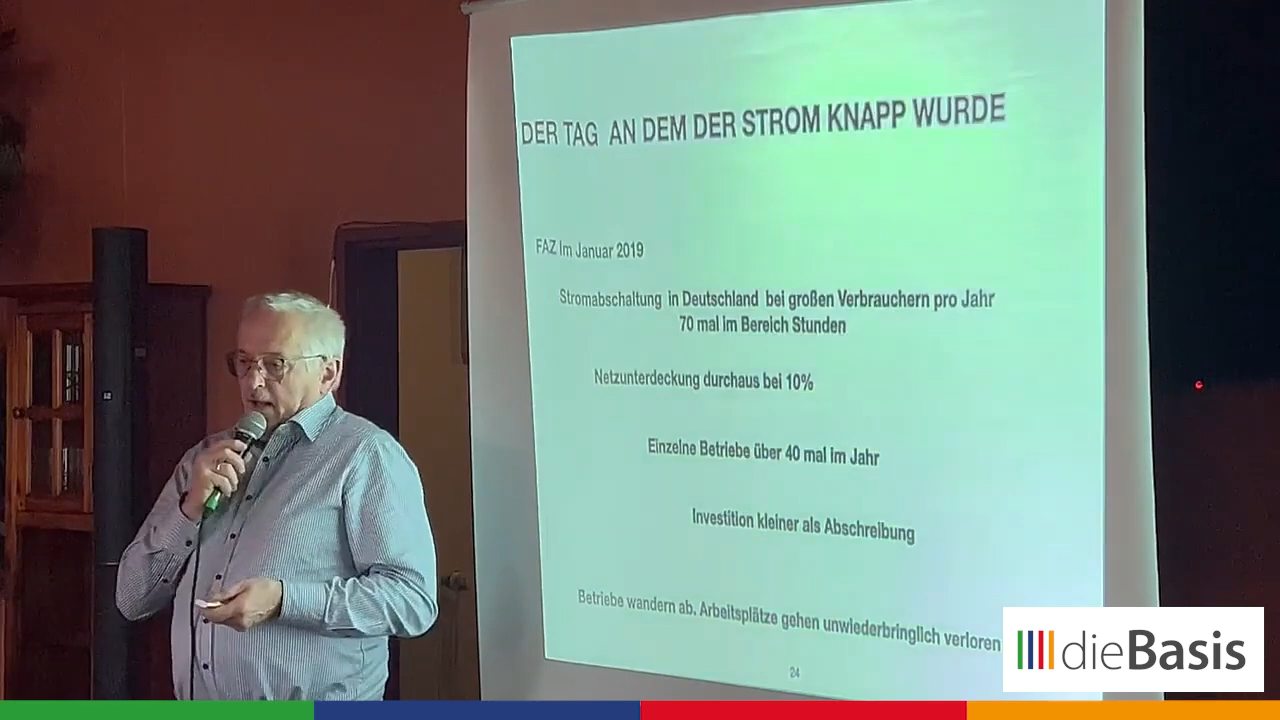 DER TAG AN DEM DER STROM KNAPP WURDE
FAZ im Januar 2019
Stromabschaltung in Deutschland bei großen Verbrauchern pro Jahr
70 mal im Bereich Stunden
Netzunterdeckung durchaus bei 10%
Einzelne Betriebe über 40 mal im Jahr
Investition kleiner als Abschreibung
Betriebe wandern ab. Arbeitsplätze gehen unwiederbringlich verloren
24
dieBasis